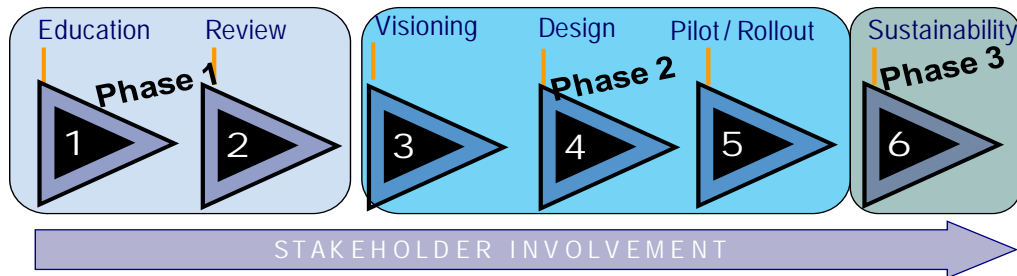 Education
Review
Visioning
Design
Pilot / Rollout
Sustainability
Phase 1
Phase 2
Phase 3
1
2
3
4
5
6
STAKEHOLDER INVOLVEMENT